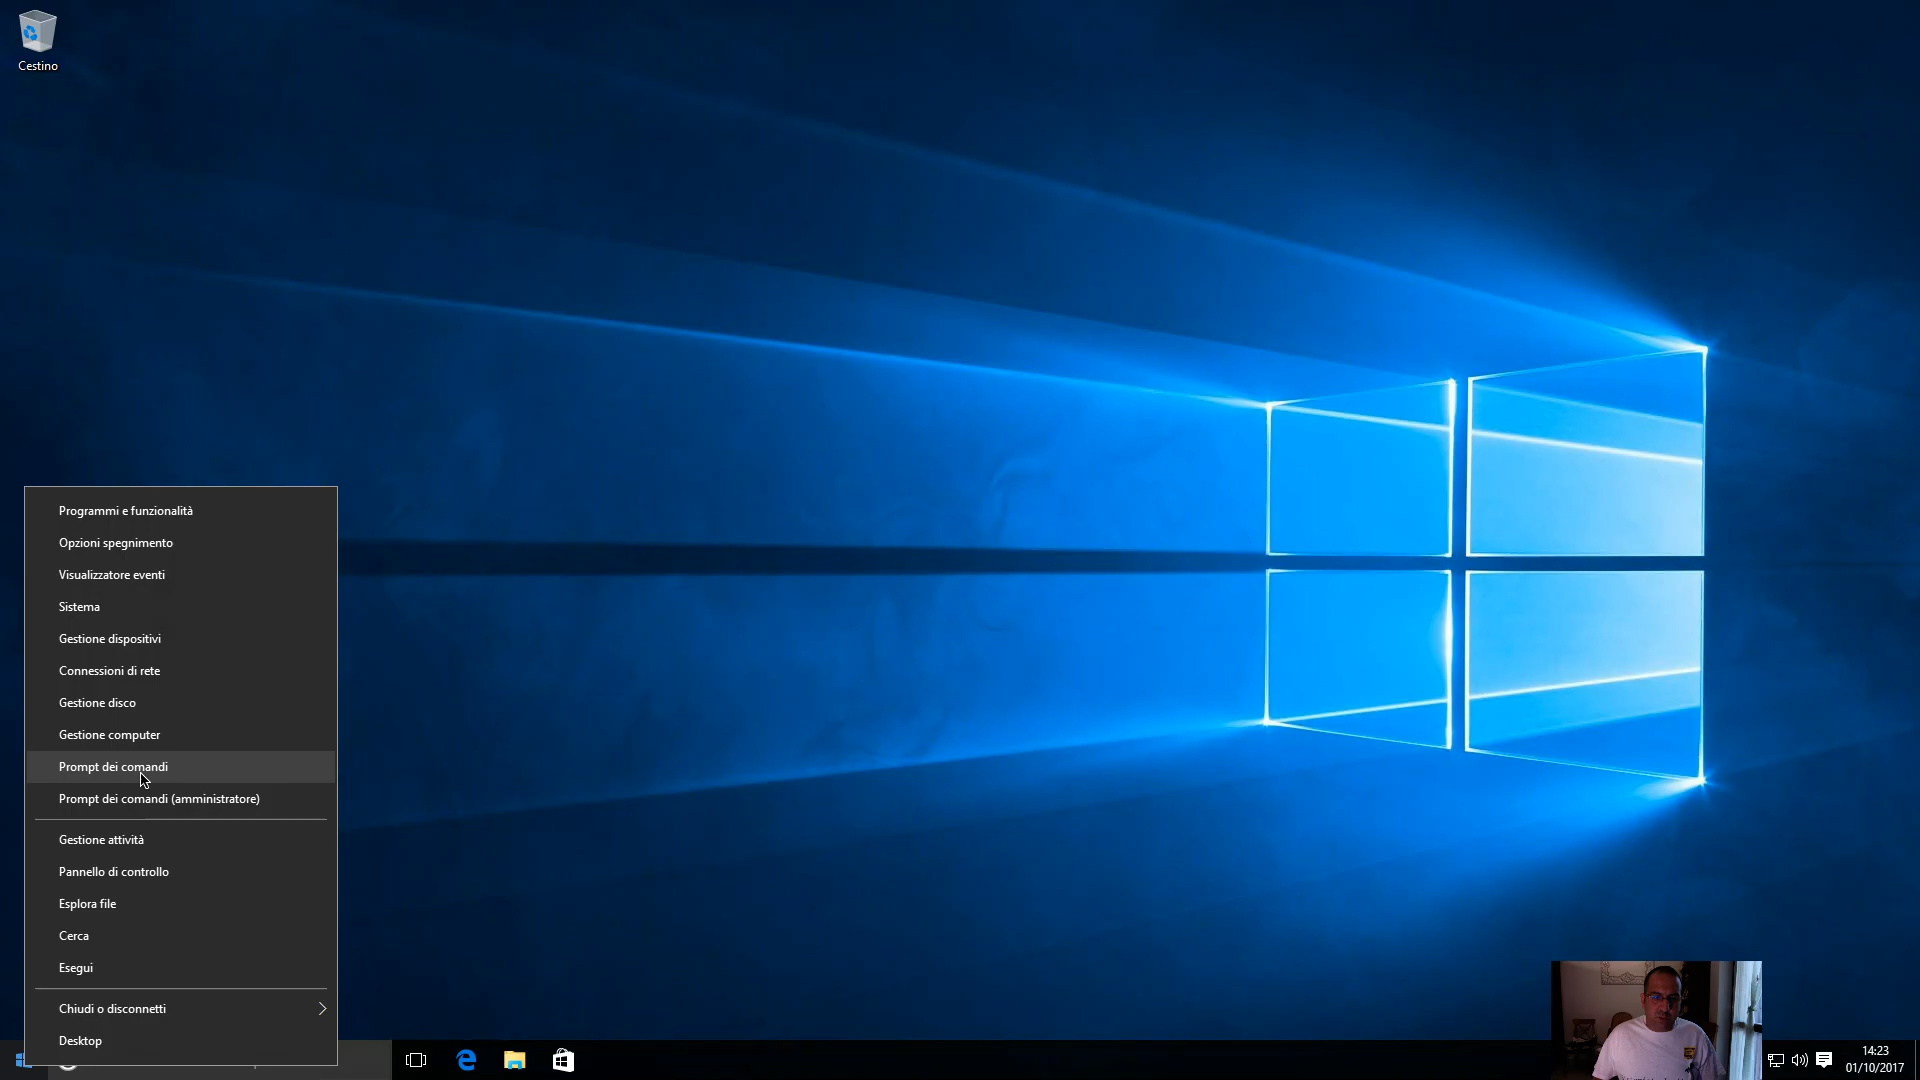 Cestino
Programmi e funzionalità
Opzioni spegnimento
Visualizzatore eventi
Sistema
Gestione dispositivi
Connessioni di rete
Gestione disco
Gestione computer
Prompt dei comandi
Prompt dei comandi (amministratore)
Gestione attività
Pannello di controllo
Esplora file
Cerca
Esegui
Chiudi o disconnetti
Desktop
14:23
01/10/2017